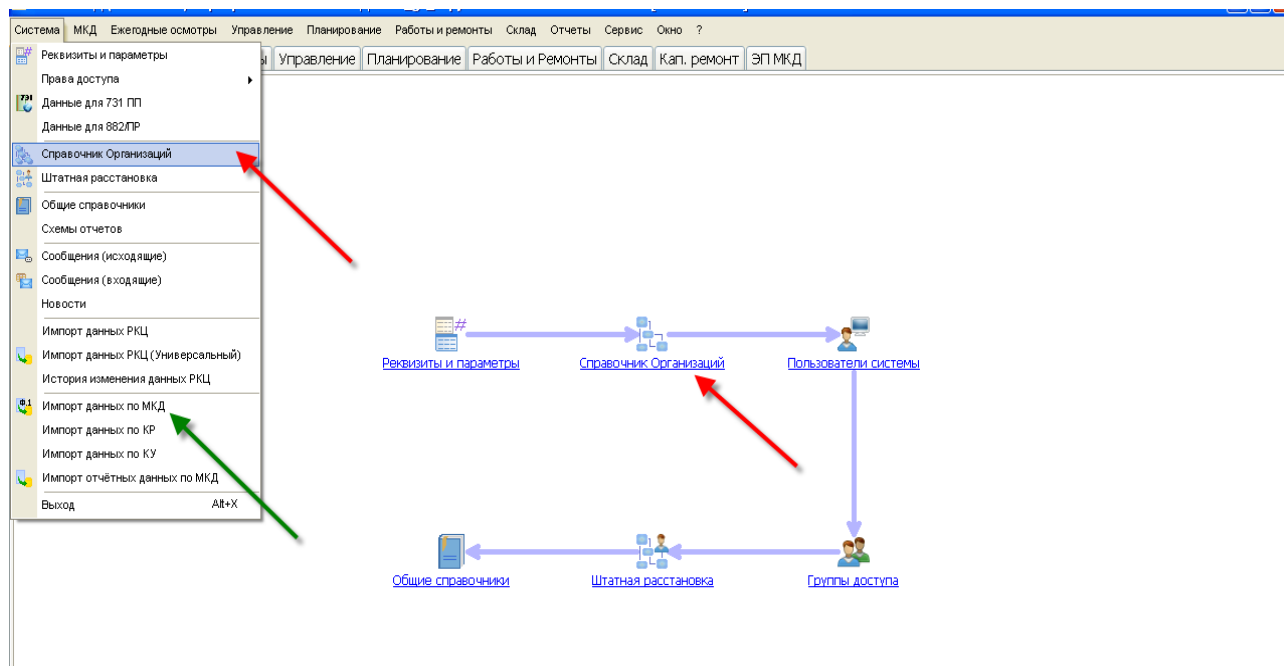 Система МКД Ежегодные осмотры Управление Планирование Работы и ремонты Склад Отчеты Сервис Окно ?
Управление Планирование Работы и Ремонты Склад Кап. ремонт ЭП МКД
Реквизиты и параметры
Права доступа
731 Данные для 731 ПП
Данные для 882/ПР
Справочник Организаций
Штатная расстановка
Общие справочники
Схемы отчетов
Сообщения (исходящие)
Сообщения (входящие)
Новости
Импорт данных РКЦ
Импорт данных РКЦ (Универсальный)
История изменения данных РКЦ
Ф.1 Импорт данных по МКД
Импорт данных по КР
Импорт данных по КУ
Импорт отчётных данных по МКД
Выход Alt+X
Реквизиты и параметры Справочник Организаций Пользователи системы
Общие справочники Штатная расстановка Группы доступа